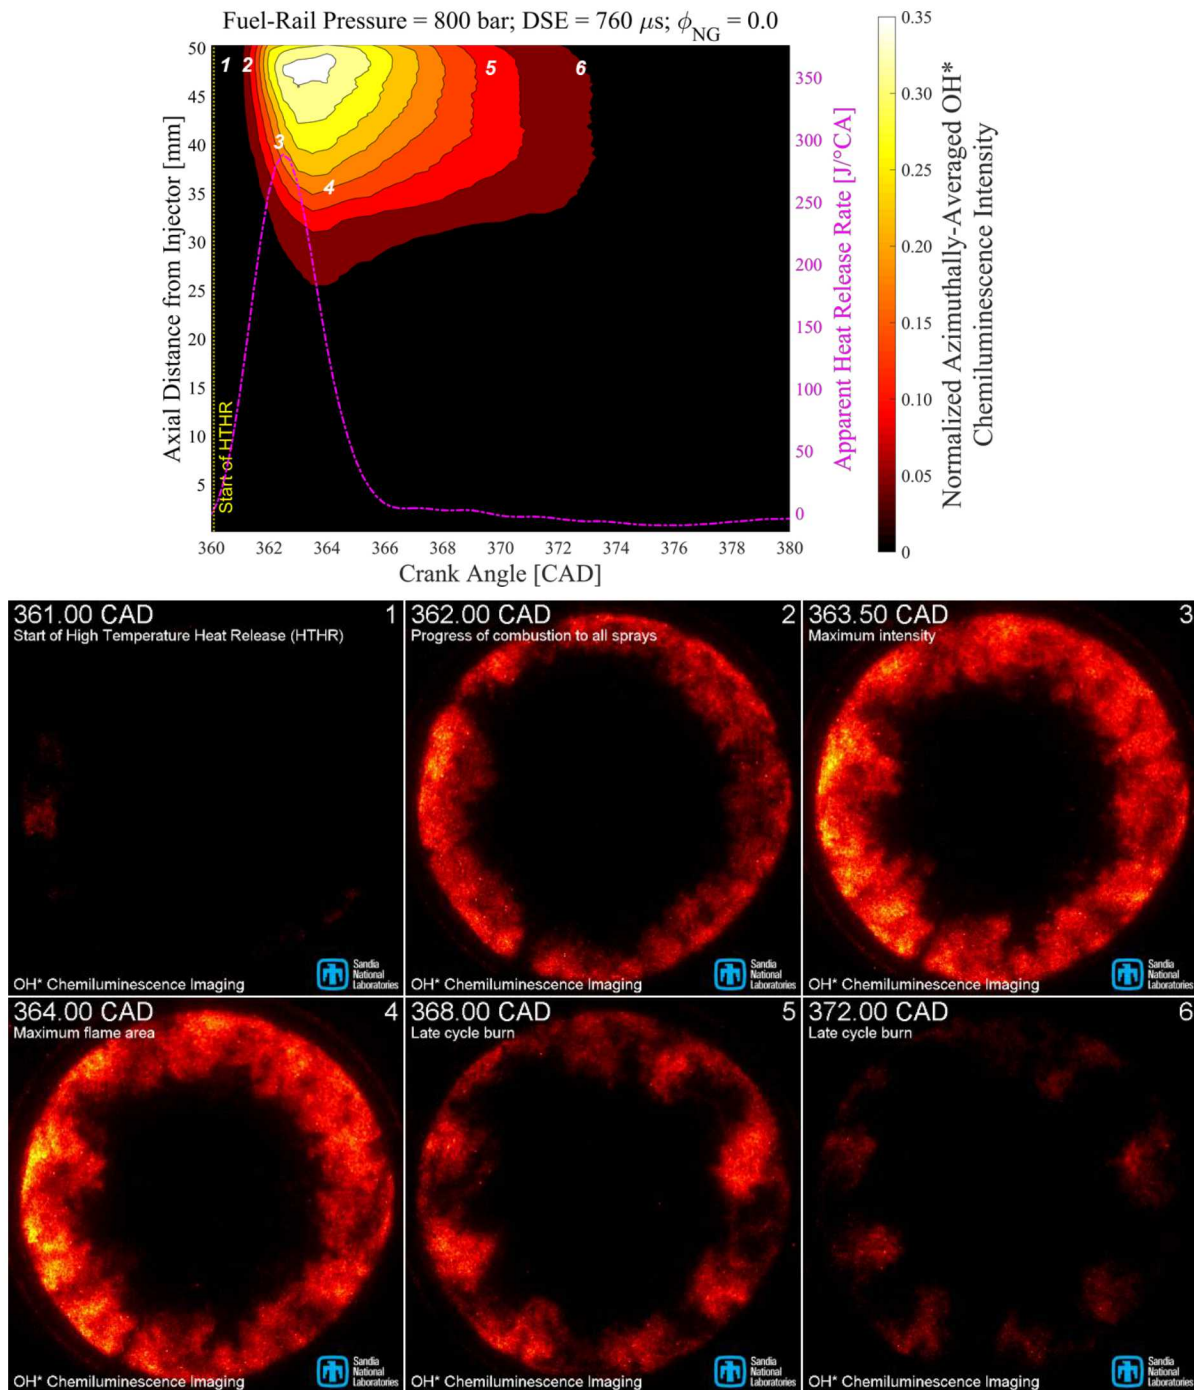 Fuel-Rail Pressure = 800 bar; DSE = 760 μs; ϕNG = 0.0
50
45
40
35
30
25
20
15
10
5
Axial Distance from Injector [mm]
1 2 3 4 5 6
Start of HTHR
360 362 364 366 368 370 372 374 376 378 380
Crank Angle [CAD]
350
300
250
200
150
100
50
0
Apparent Heat Release Rate [J/°CA]
0.35
0.30
0.25
0.20
0.15
0.10
0.05
0
Normalized Azimuthally-Averaged OH*
Chemiluminescence Intensity
361.00 CAD 1
Start of High Temperature Heat Release (HTHR)
Sandia
National
Laboratories
OH* Chemiluminescence Imaging
362.00 CAD 2
Progress of combustion to all sprays
Sandia
National
Laboratories
OH* Chemiluminescence Imaging
363.50 CAD 3
Maximum intensity
Sandia
National
Laboratories
OH* Chemiluminescence Imaging
364.00 CAD 4
Maximum flame area
Sandia
National
Laboratories
OH* Chemiluminescence Imaging
368.00 CAD 5
Late cycle burn
Sandia
National
Laboratories
OH* Chemiluminescence Imaging
372.00 CAD 6
Late cycle burn
Sandia
National
Laboratories
OH* Chemiluminescence Imaging